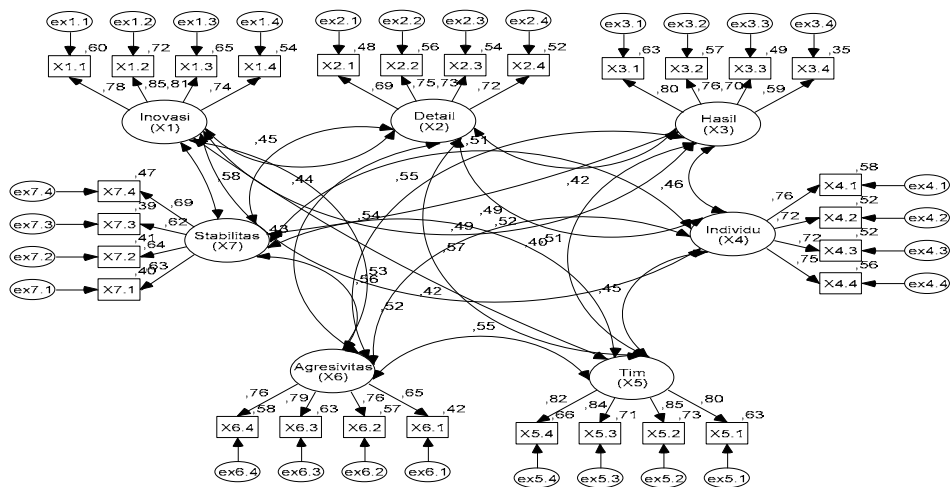 ex1.1 ex1.2 ex1.3 ex1.4 ex2.1 ex2.2 ex2.3 ex2.4 ex3.1 ex3.2 ex3.3 ex3.4
,60 ,72 ,65 ,54 ,48 ,56 ,54 ,52 ,63 ,57 ,49 ,35
X1.1 X1.2 X1.3 X1.4 X2.1 X2.2 X2.3 X2.4 X3.1 X3.2 X3.3 X3.4
,78 ,85 ,81 ,74 ,69 ,75 ,73 ,72 ,80 ,76 ,70 ,59
Inovasi
(X1)
Detail
(X2)
Hasil
(X3)
,45 ,51
,58 ,44 ,55 ,42 ,46
,47 ,58
ex7.4 X7.4 ,69
,76 X4.1 ex4.1
,39 ,52
ex7.3 X7.3 ,62
,72 X4.2 ex4.2
,54 ,49 ,49 ,52
Stabilitas
(X7)
,43
Individu
(X4)
,40 ,51
,41 ,52
ex7.2 X7.2 ,64
,57
,72 X4.3 ex4.3
,40 ,63
ex7.1 X7.1
,53
,56
,75 ,56
X4.4 ex4.4
,42 ,45
,52
,55
Agresivitas
(X6)
Tim
(X5)
,76 ,79 ,76 ,65 ,82 ,84 ,85 ,80
,58 ,63 ,57 ,42 ,66 ,71 ,73 ,63
X6.4 X6.3 X6.2 X6.1 X5.4 X5.3 X5.2 X5.1
ex6.4 ex6.3 ex6.2 ex6.1 ex5.4 ex5.3 ex5.2 ex5.1